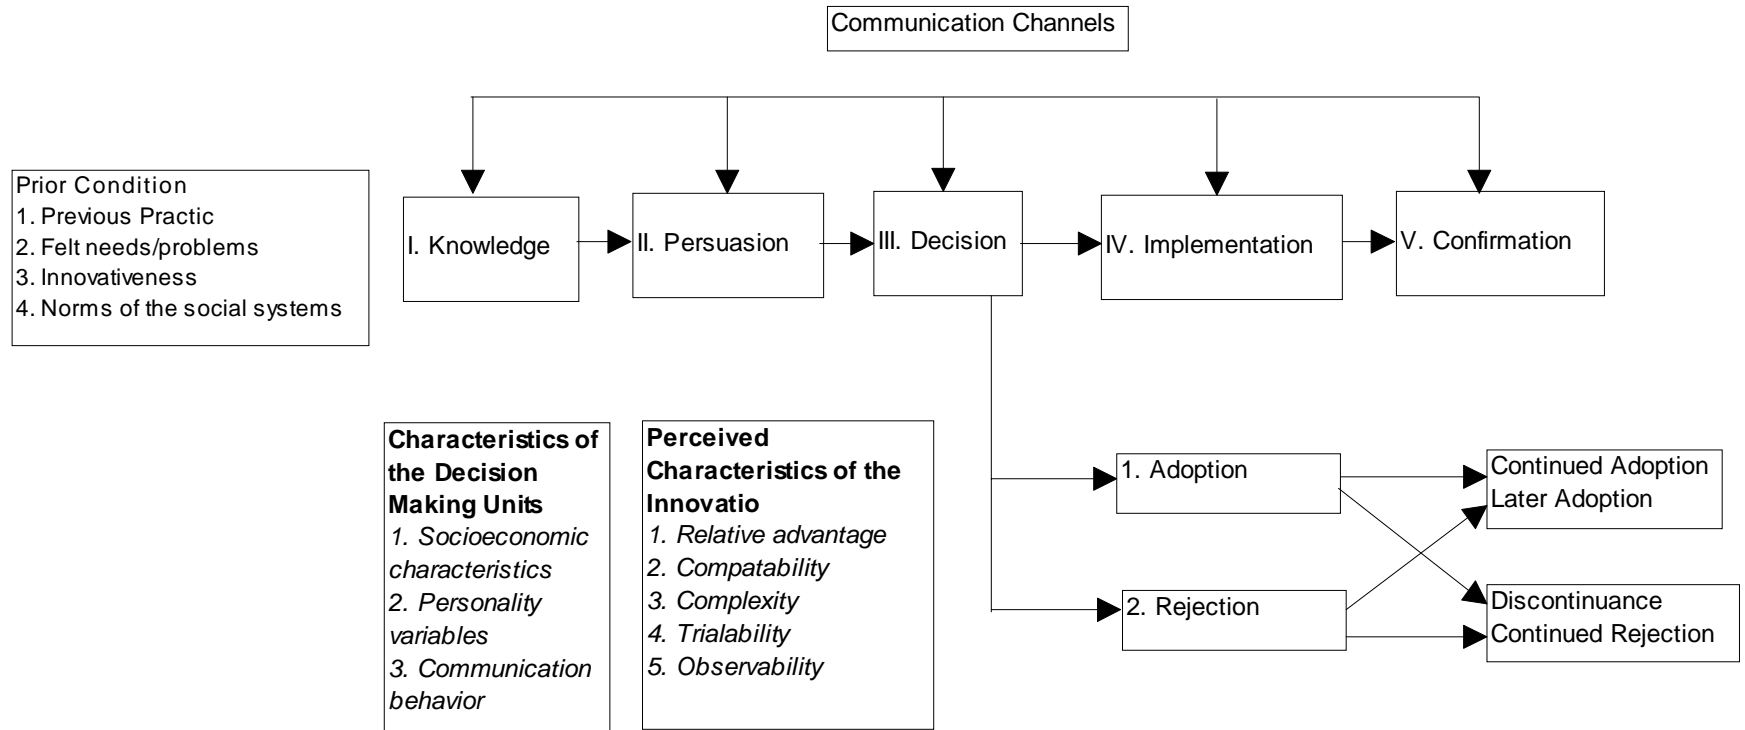 Communication Channels
Prior Condition
1. Previous Practic
2. Felt needs/problems
3. Innovativeness
4. Norms of the social systems
I. Knowledge
II. Persuasion
III. Decision
IV. Implementation
V. Confirmation
Characteristics of
the Decision
Making Units
1. Socioeconomic
characteristics
2. Personality
variables
3. Communication
behavior
Perceived
Characteristics of the
Innovatio
1. Relative advantage
2. Compatability
3. Complexity
4. Trialability
5. Observability
1. Adoption
2. Rejection
Continued Adoption
Later Adoption
Discontinuance
Continued Rejection